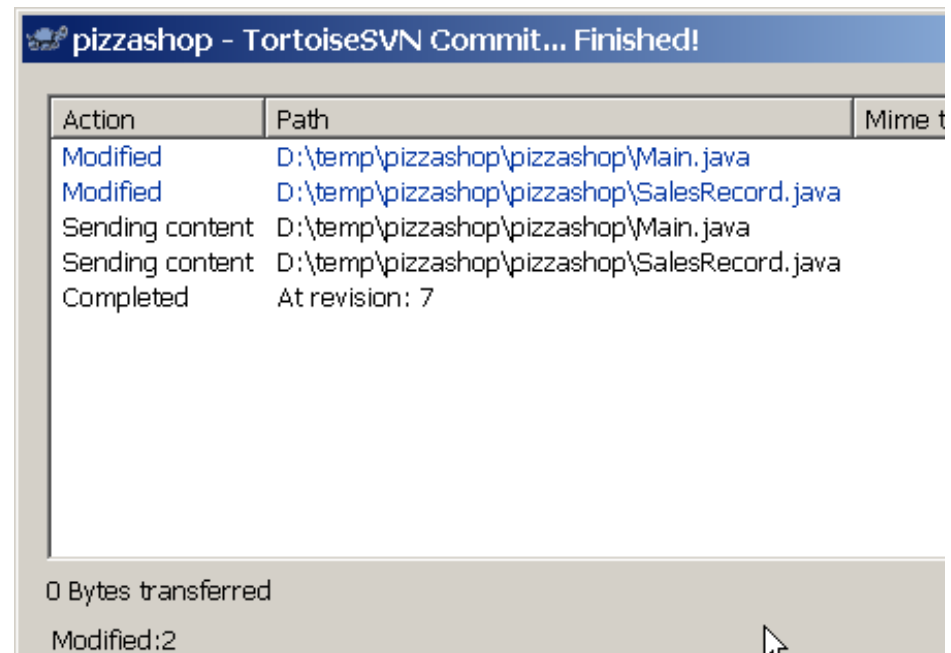 pizzashop - TortoiseSVN Commit... Finished!
Action Path Mime t
Modified D:\temp\pizzashop\pizzashop\Main.java
Modified D:\temp\pizzashop\pizzashop\SalesRecord.java
Sending content D:\temp\pizzashop\pizzashop\Main.java
Sending content D:\temp\pizzashop\pizzashop\SalesRecord.java
Completed At revision: 7
0 Bytes transferred
Modified:2